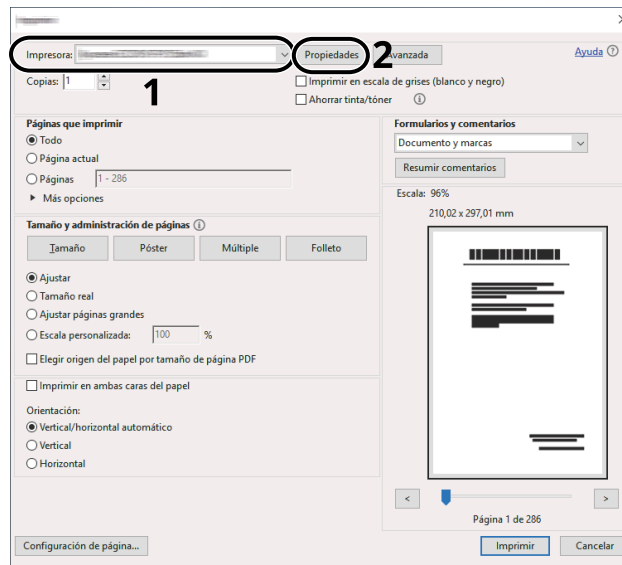 Impresora:
Propiedades
Avanzada
Ayuda
1
2
Copias: 1
Imprimir en escala de grises (blanco y negro)
Ahorrar tinta/tóner
Páginas que imprimir
Todo
Página actual
Páginas 1 - 286
Más opciones
Formularios y comentarios
Documento y marcas
Resumir comentarios
Escala: 96%
210,02 x 297,01 mm
Tamaño y administración de páginas
Tamaño Póster Múltiple Folleto
Ajustar
Tamaño real
Ajustar páginas grandes
Escala personalizada: 100 %
Elegir origen del papel por tamaño de página PDF
Imprimir en ambas caras del papel
Orientación:
Vertical/horizontal automático
Vertical
Horizontal
< >
Página 1 de 286
Configuración de página...
Imprimir
Cancelar